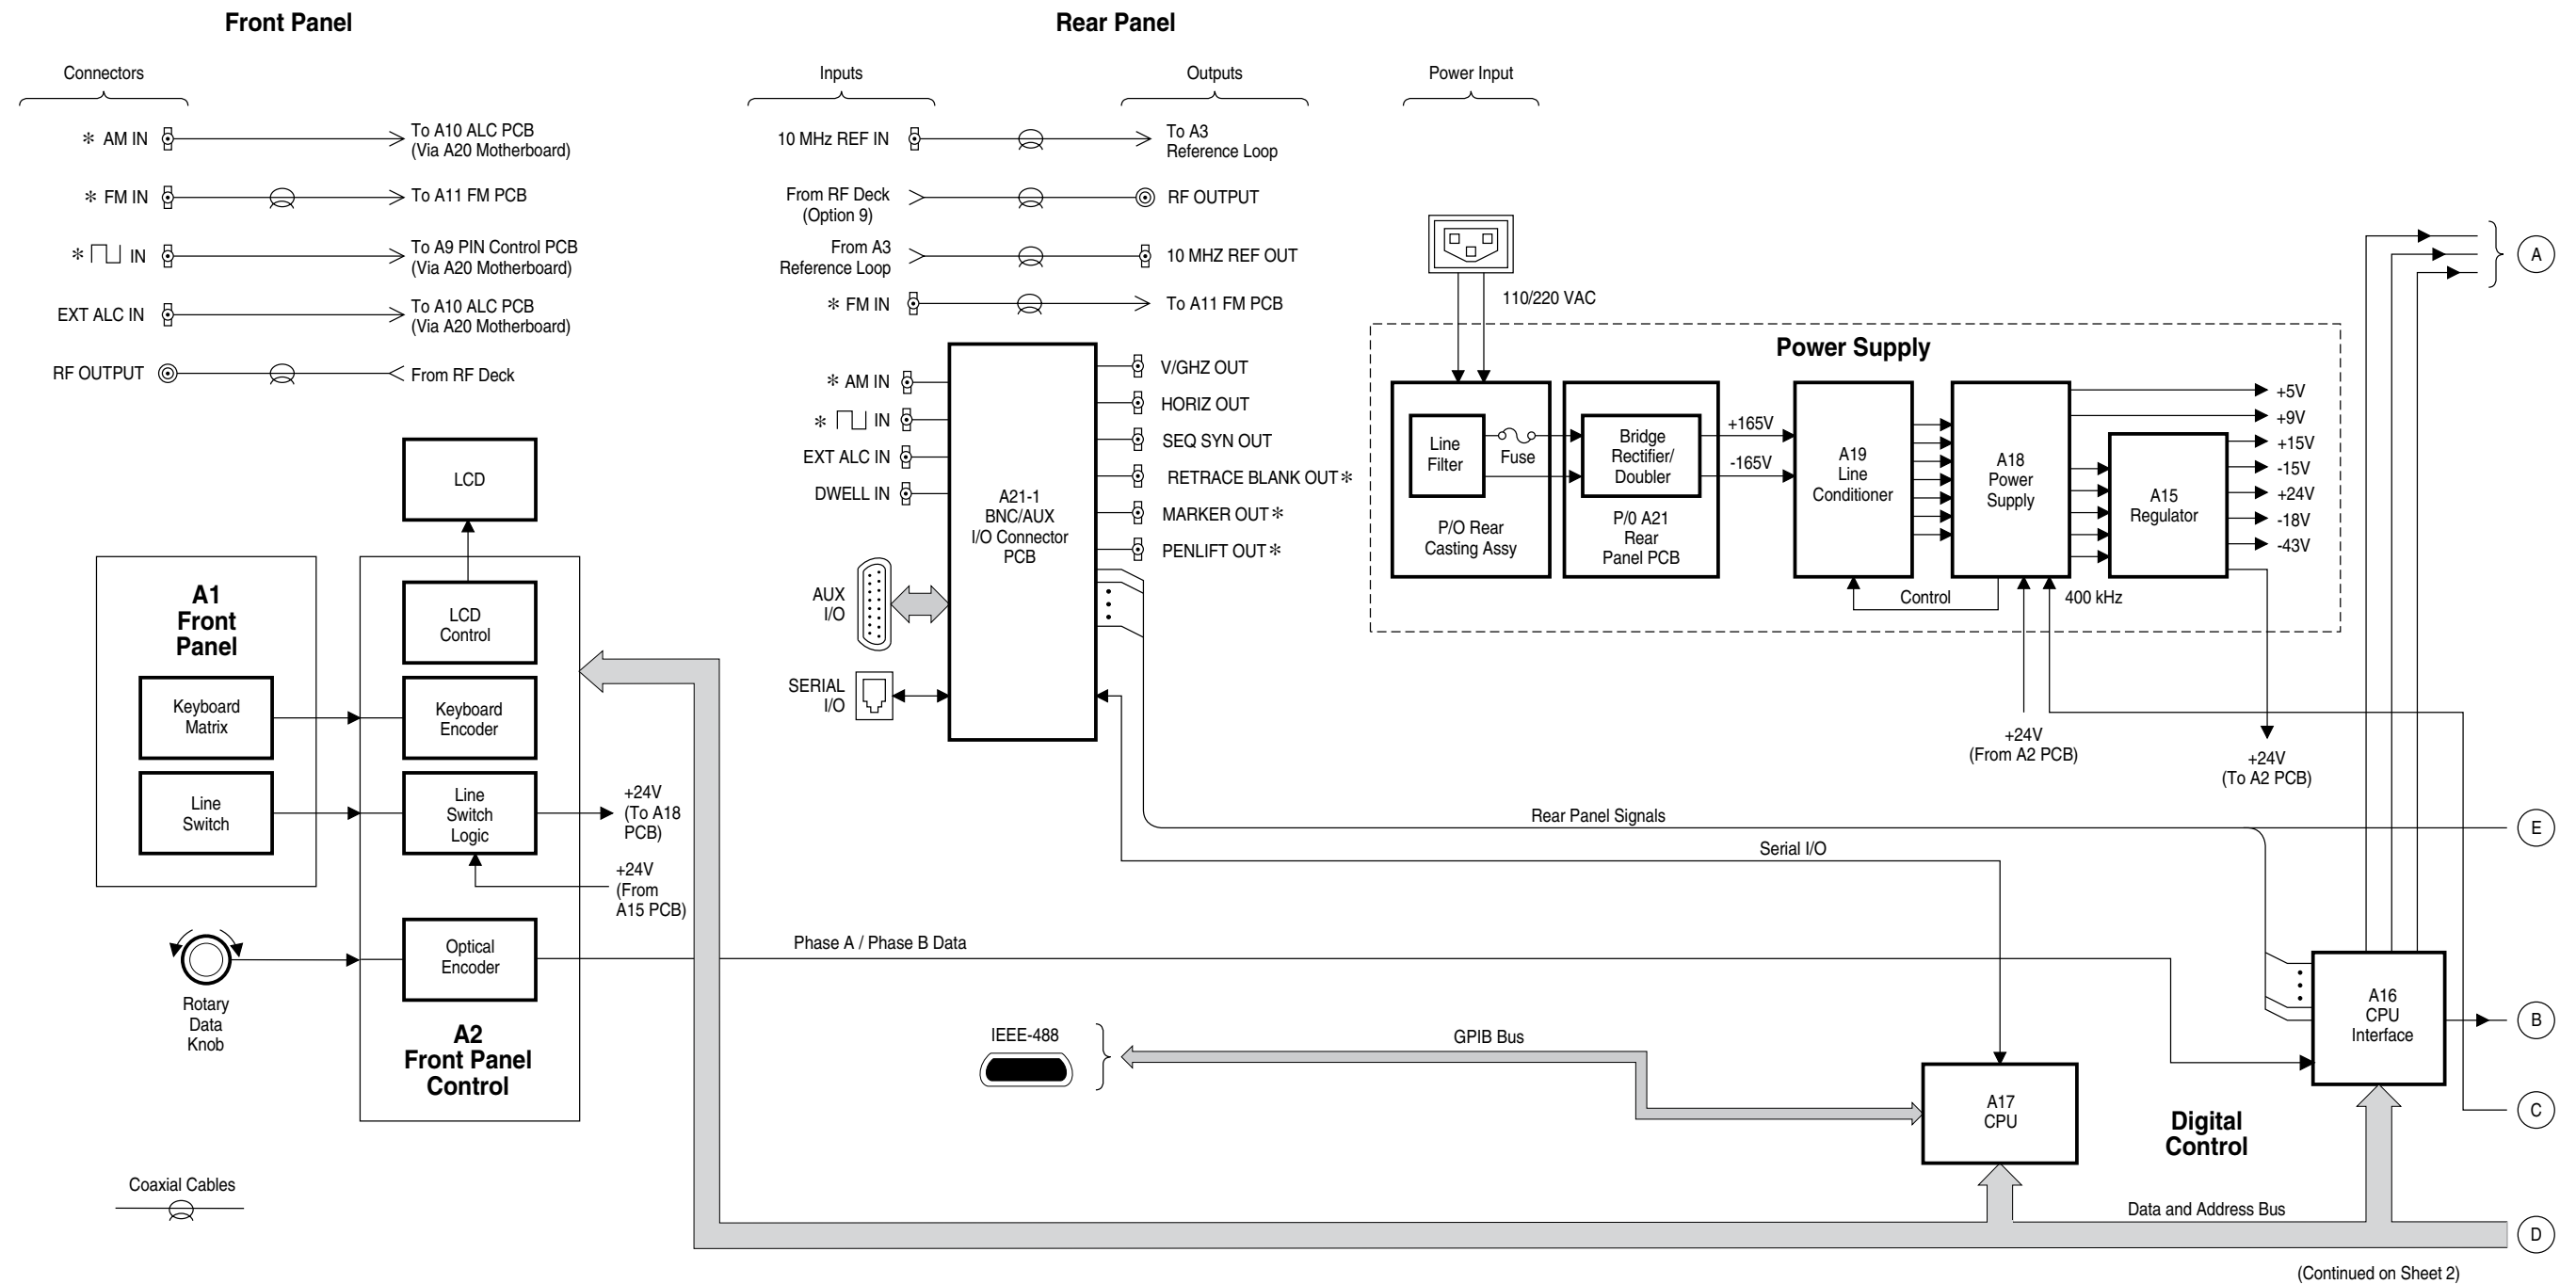 Front Panel
Connectors
* AM IN
To A10 ALC PCB
(Via A20 Motherboard)
* FM IN
To A11 FM PCB
* IN
To A9 PIN Control PCB
(Via A20 Motherboard)
EXT ALC IN
To A10 ALC PCB
(Via A20 Motherboard)
RF OUTPUT
From RF Deck
Rear Panel
Inputs
Outputs
Power Input
10 MHz REF IN
To A3
Reference Loop
From RF Deck
(Option 9)
RF OUTPUT
From A3
Reference Loop
10 MHZ REF OUT
* FM IN
To A11 FM PCB
* AM IN
* IN
EXT ALC IN
DWELL IN
AUX
I/O
SERIAL
I/O
A21-1
BNC/AUX
I/O Connector
PCB
V/GHZ OUT
HORIZ OUT
SEQ SYN OUT
RETRACE BLANK OUT *
MARKER OUT *
PENLIFT OUT *
110/220 VAC
Power Supply
Line
Filter
Fuse
P/O Rear
Casting Assy
Bridge
Rectifier/
Doubler
P/0 A21
Rear
Panel PCB
+165V
-165V
A19
Line
Conditioner
A18
Power
Supply
A15
Regulator
+5V
+9V
+15V
-15V
+24V
-18V
-43V
Control
400 kHz
+24V
(From A2 PCB)
+24V
(To A2 PCB)
LCD
A1
Front
Panel
Keyboard
Matrix
Line
Switch
LCD
Control
Keyboard
Encoder
Line
Switch
Logic
+24V
(To A18
PCB)
+24V
(From
A15 PCB)
Optical
Encoder
A2
Front Panel
Control
Rotary
Data
Knob
Coaxial Cables
Rear Panel Signals
Serial I/O
Phase A / Phase B Data
IEEE-488
GPIB Bus
A17
CPU
A16
CPU
Interface
Digital
Control
Data and Address Bus
A
E
B
C
D
(Continued on Sheet 2)